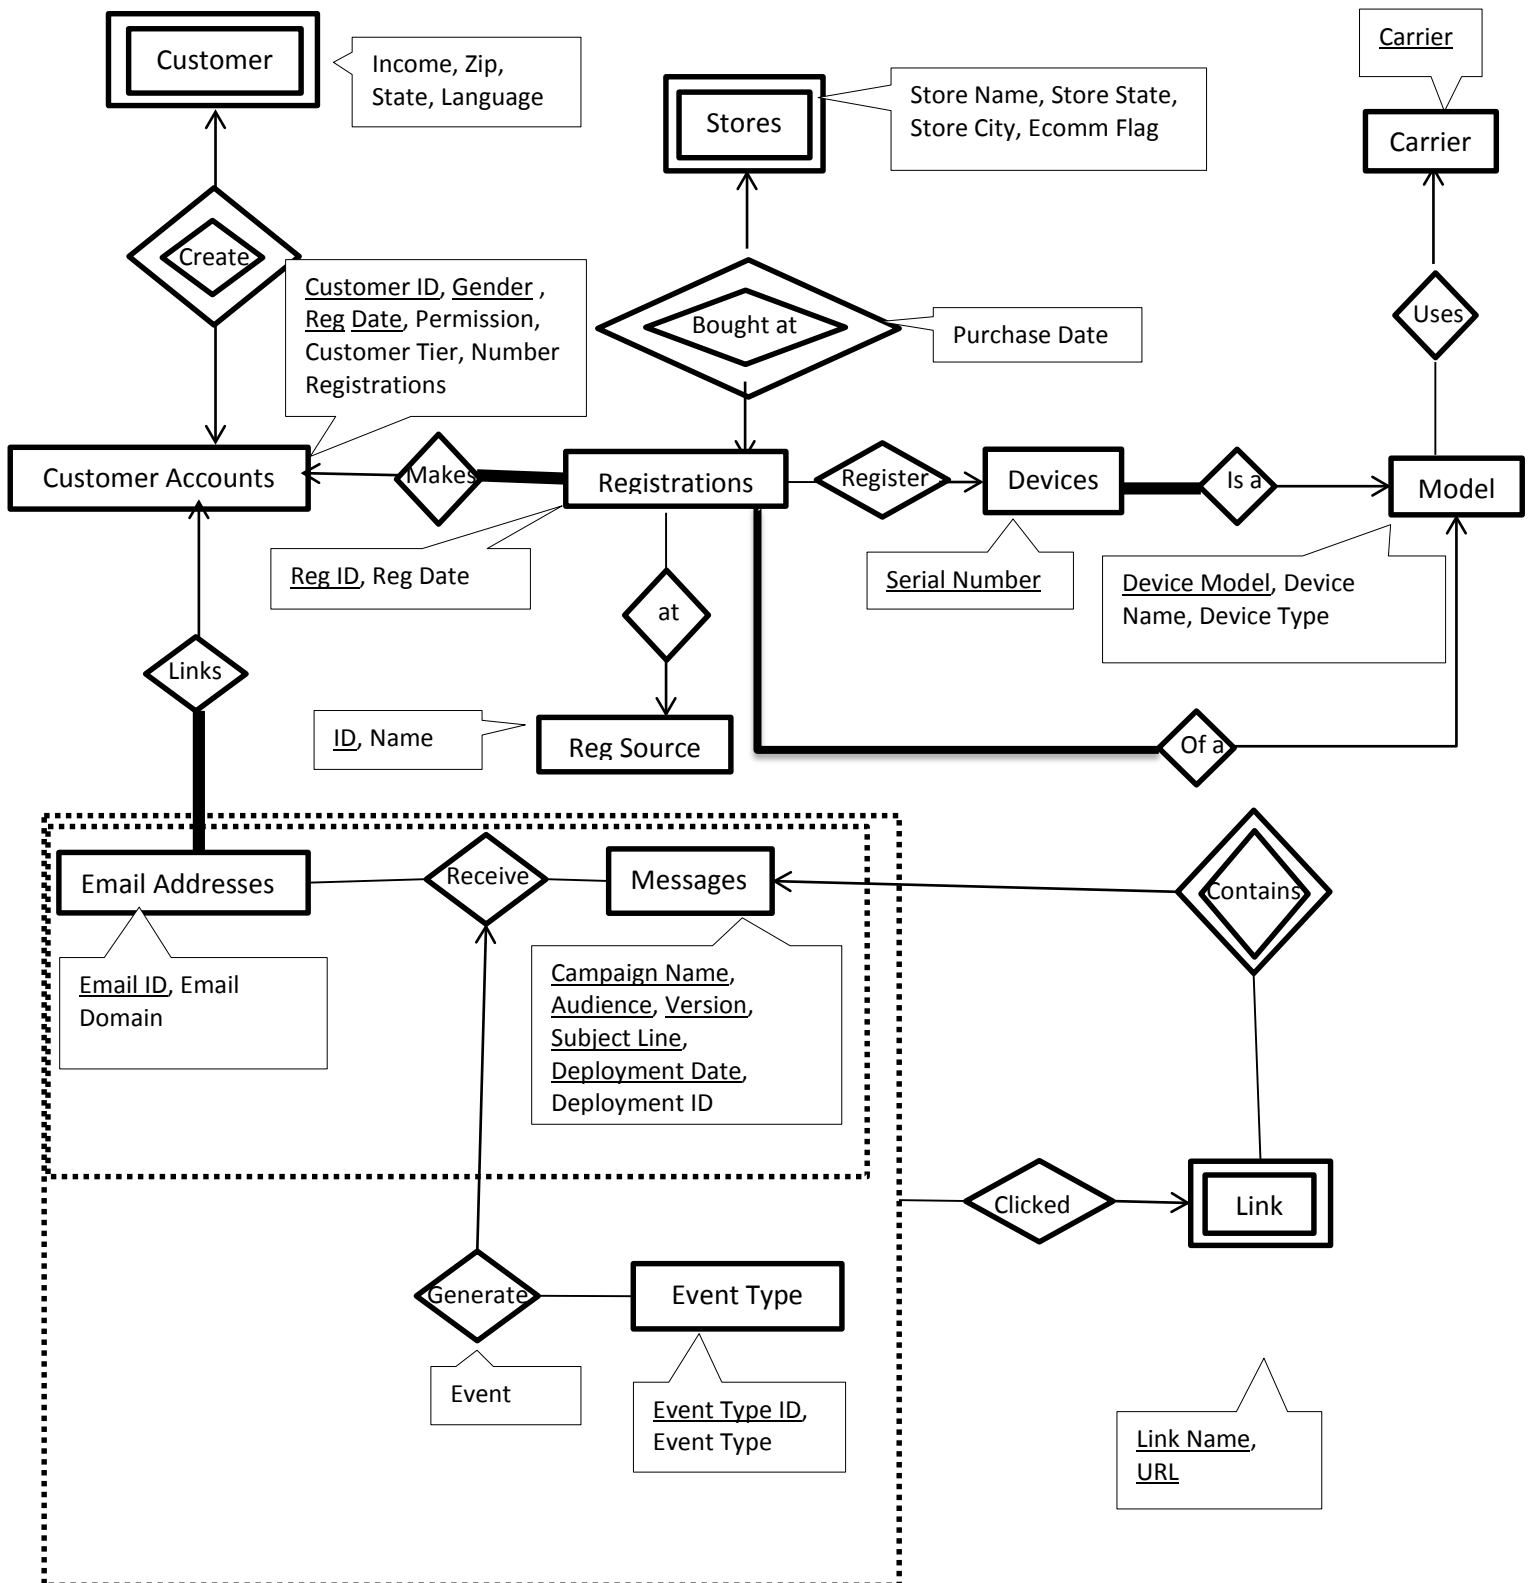 Customer
Income, Zip,
State, Language
Stores
Store Name, Store State,
Store City, Ecomm Flag
Carrier
Carrier
Create
Customer ID, Gender ,
Reg Date, Permission,
Customer Tier, Number
Registrations
Bought at
Purchase Date
Uses
Customer Accounts
Makes
Registrations
Register
Devices
Is a
Model
Reg ID, Reg Date
Serial Number
Device Model, Device
Name, Device Type
at
Links
ID, Name
Reg Source
Of a
Email Addresses
Receive
Messages
Contains
Email ID, Email
Domain
Campaign Name,
Audience, Version,
Subject Line,
Deployment Date,
Deployment ID
Clicked
Link
Generate
Event Type
Event
Event Type ID,
Event Type
Link Name,
URL